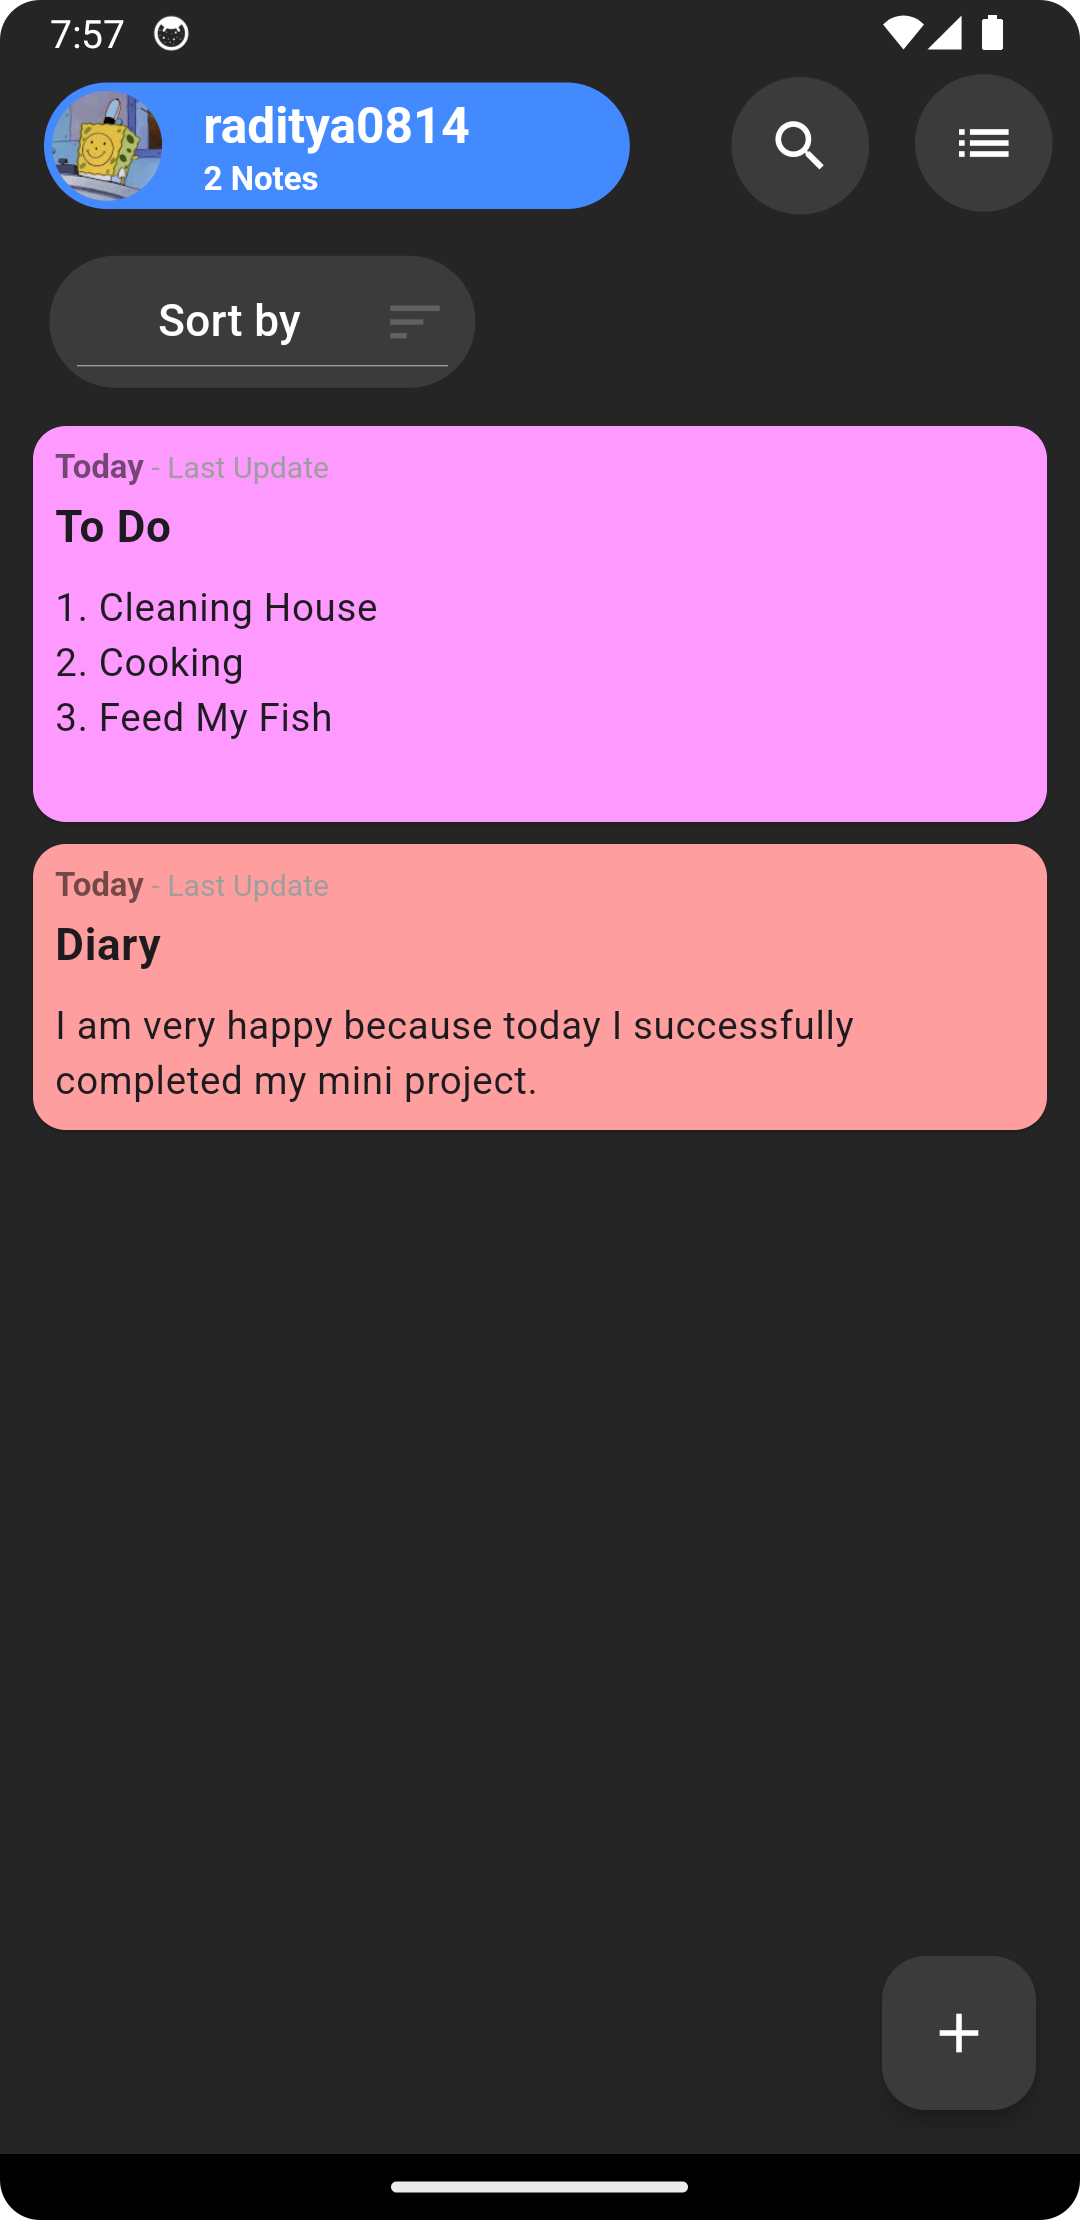 7:57
raditya0814
2 Notes
Sort by
Today - Last Update
To Do
1. Cleaning House
2. Cooking
3. Feed My Fish
Today - Last Update
Diary
I am very happy because today I successfully
completed my mini project.